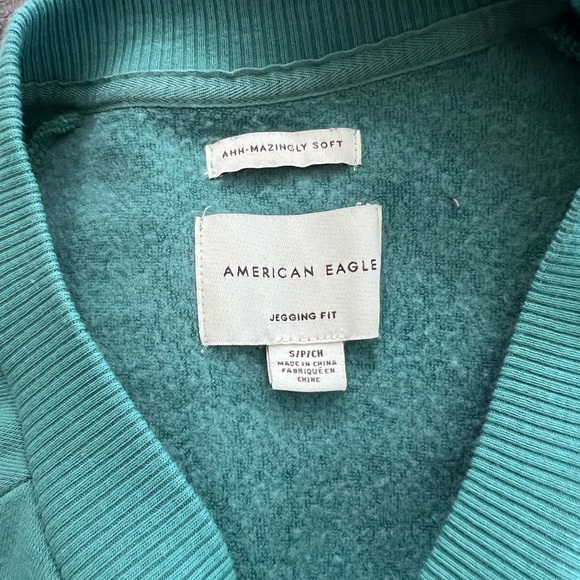 AHH-MAZINGLY SOFT
AMERICAN EAGLE
JEGGING FIT
S/P/CH
MADE IN CHINA
FABRIQUÉ EN
CHINE